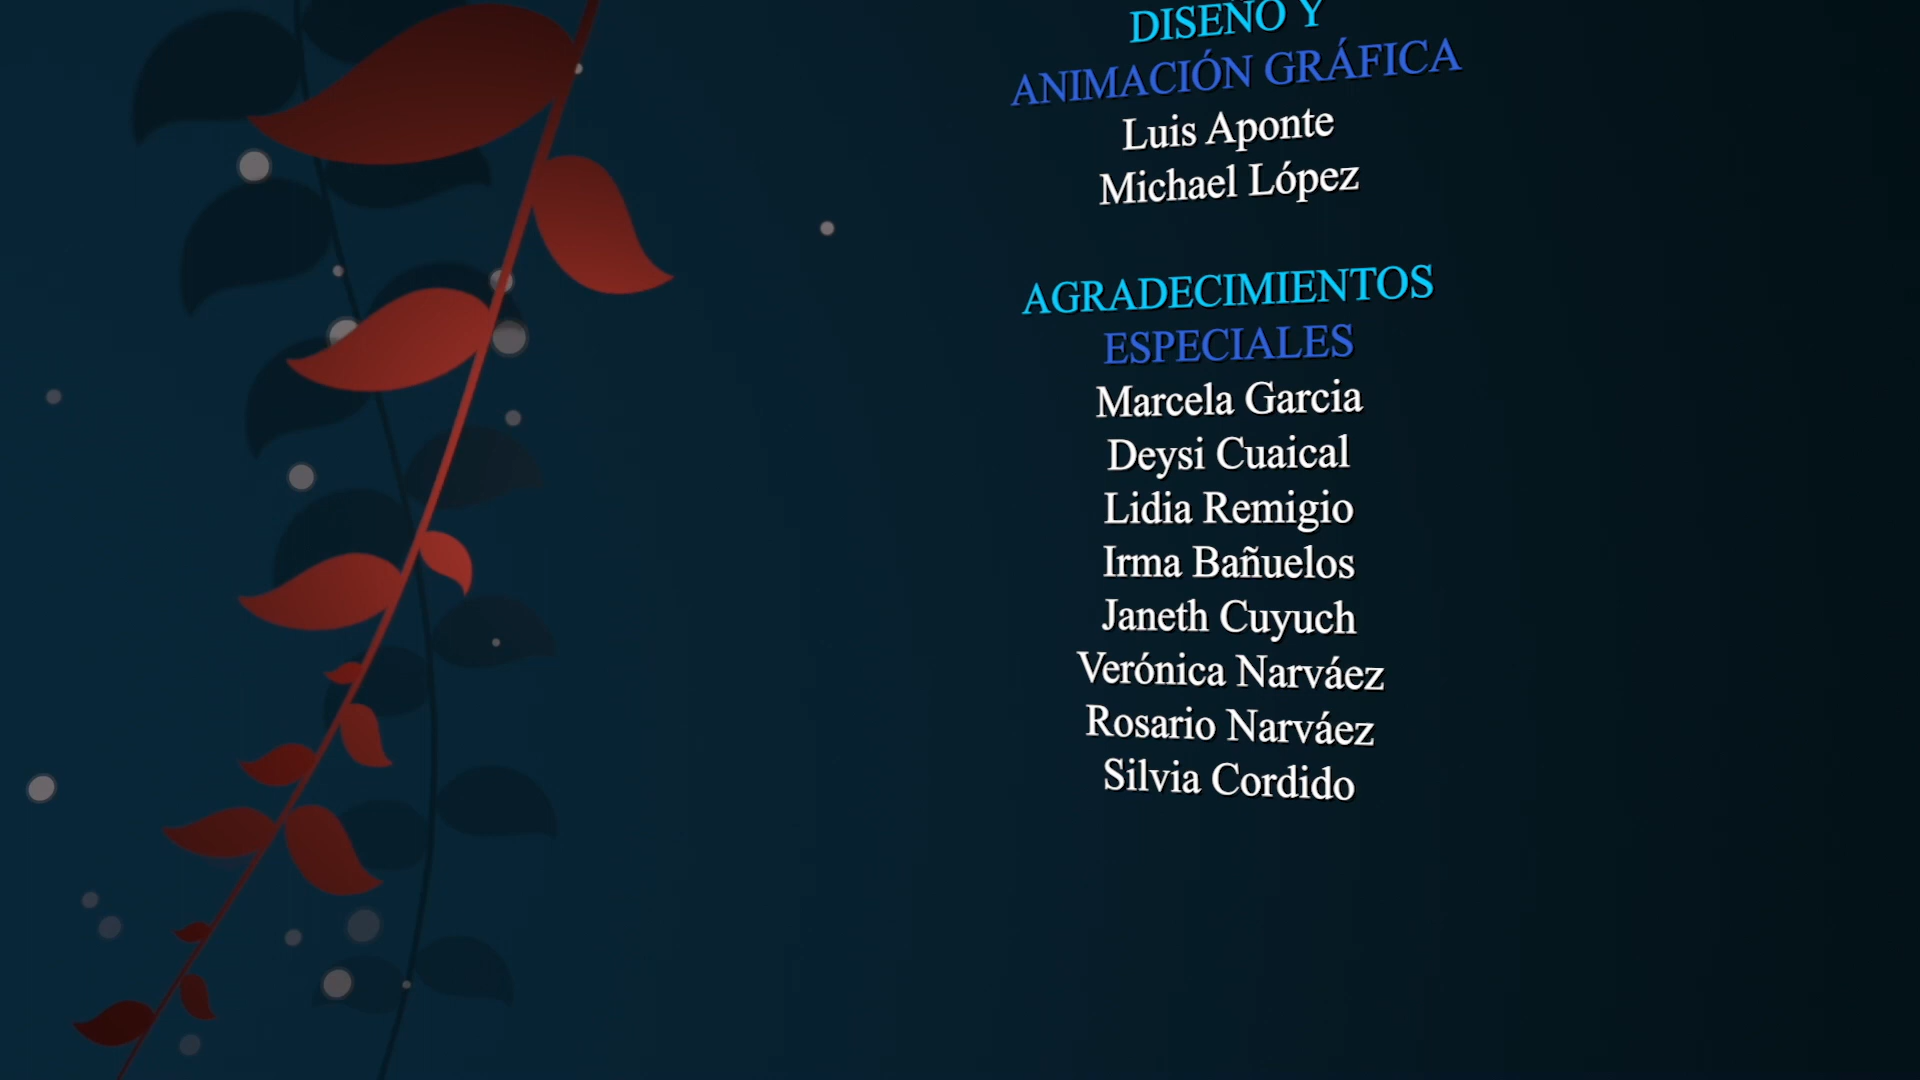 DISEÑO Y
ANIMACIÓN GRÁFICA
Luis Aponte
Michael López
AGRADECIMIENTOS
ESPECIALES
Marcela Garcia
Deysi Cuaical
Lidia Remigio
Irma Bañuelos
Janeth Cuyuch
Verónica Narváez
Rosario Narváez
Silvia Cordido